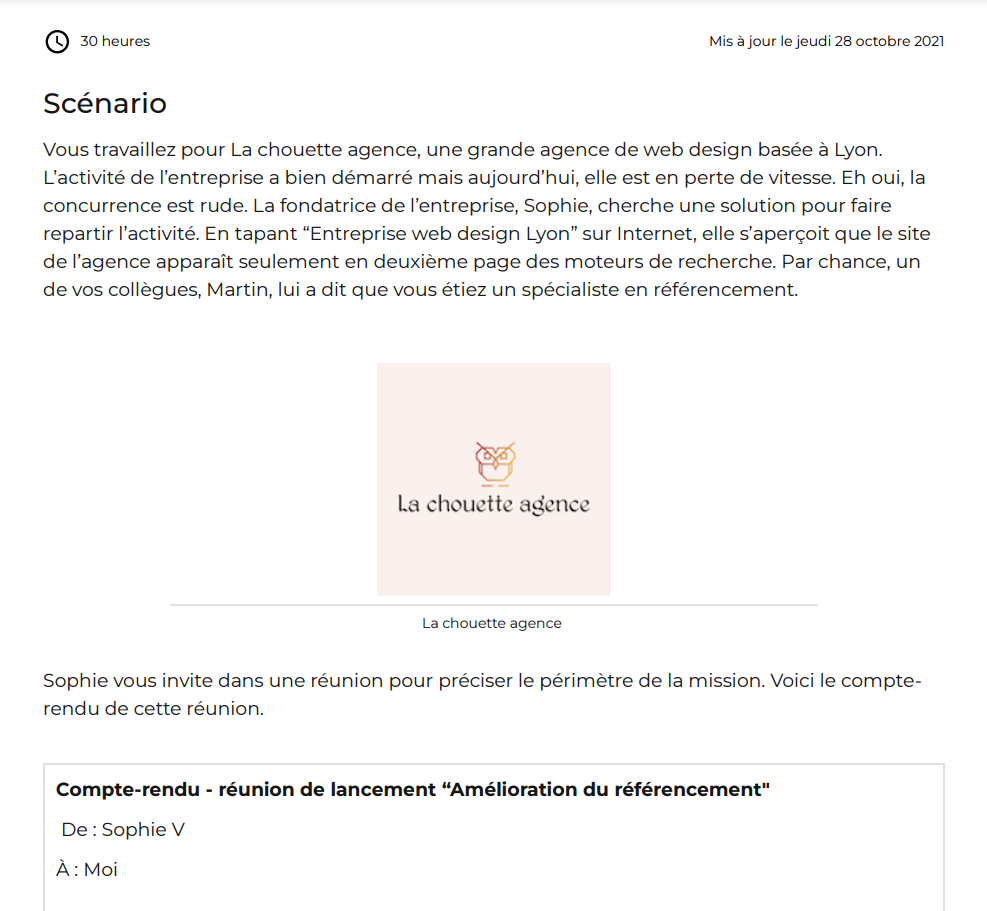 30 heures
Mis à jour le jeudi 28 octobre 2021
Scénario
Vous travaillez pour La chouette agence, une grande agence de web design basée à Lyon.
L’activité de l’entreprise a bien démarré mais aujourd’hui, elle est en perte de vitesse. Eh oui, la
concurrence est rude. La fondatrice de l’entreprise, Sophie, cherche une solution pour faire
repartir l’activité. En tapant “Entreprise web design Lyon” sur Internet, elle s’aperçoit que le site
de l’agence apparaît seulement en deuxième page des moteurs de recherche. Par chance, un
de vos collègues, Martin, lui a dit que vous étiez un spécialiste en référencement.
La chouette agence
La chouette agence
Sophie vous invite dans une réunion pour préciser le périmètre de la mission. Voici le compte-
rendu de cette réunion.
Compte-rendu - réunion de lancement “Amélioration du référencement"
De : Sophie V
À : Moi